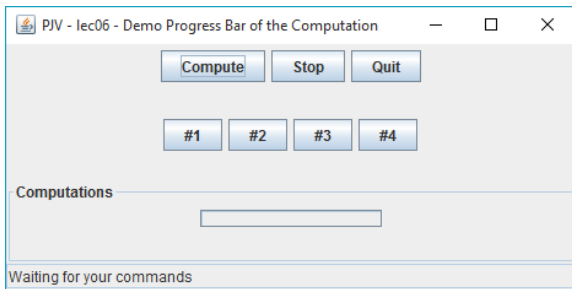 PJV - lec06 - Demo Progress Bar of the Computation
Compute Stop Quit
#1 #2 #3 #4
Computations
Waiting for your commands